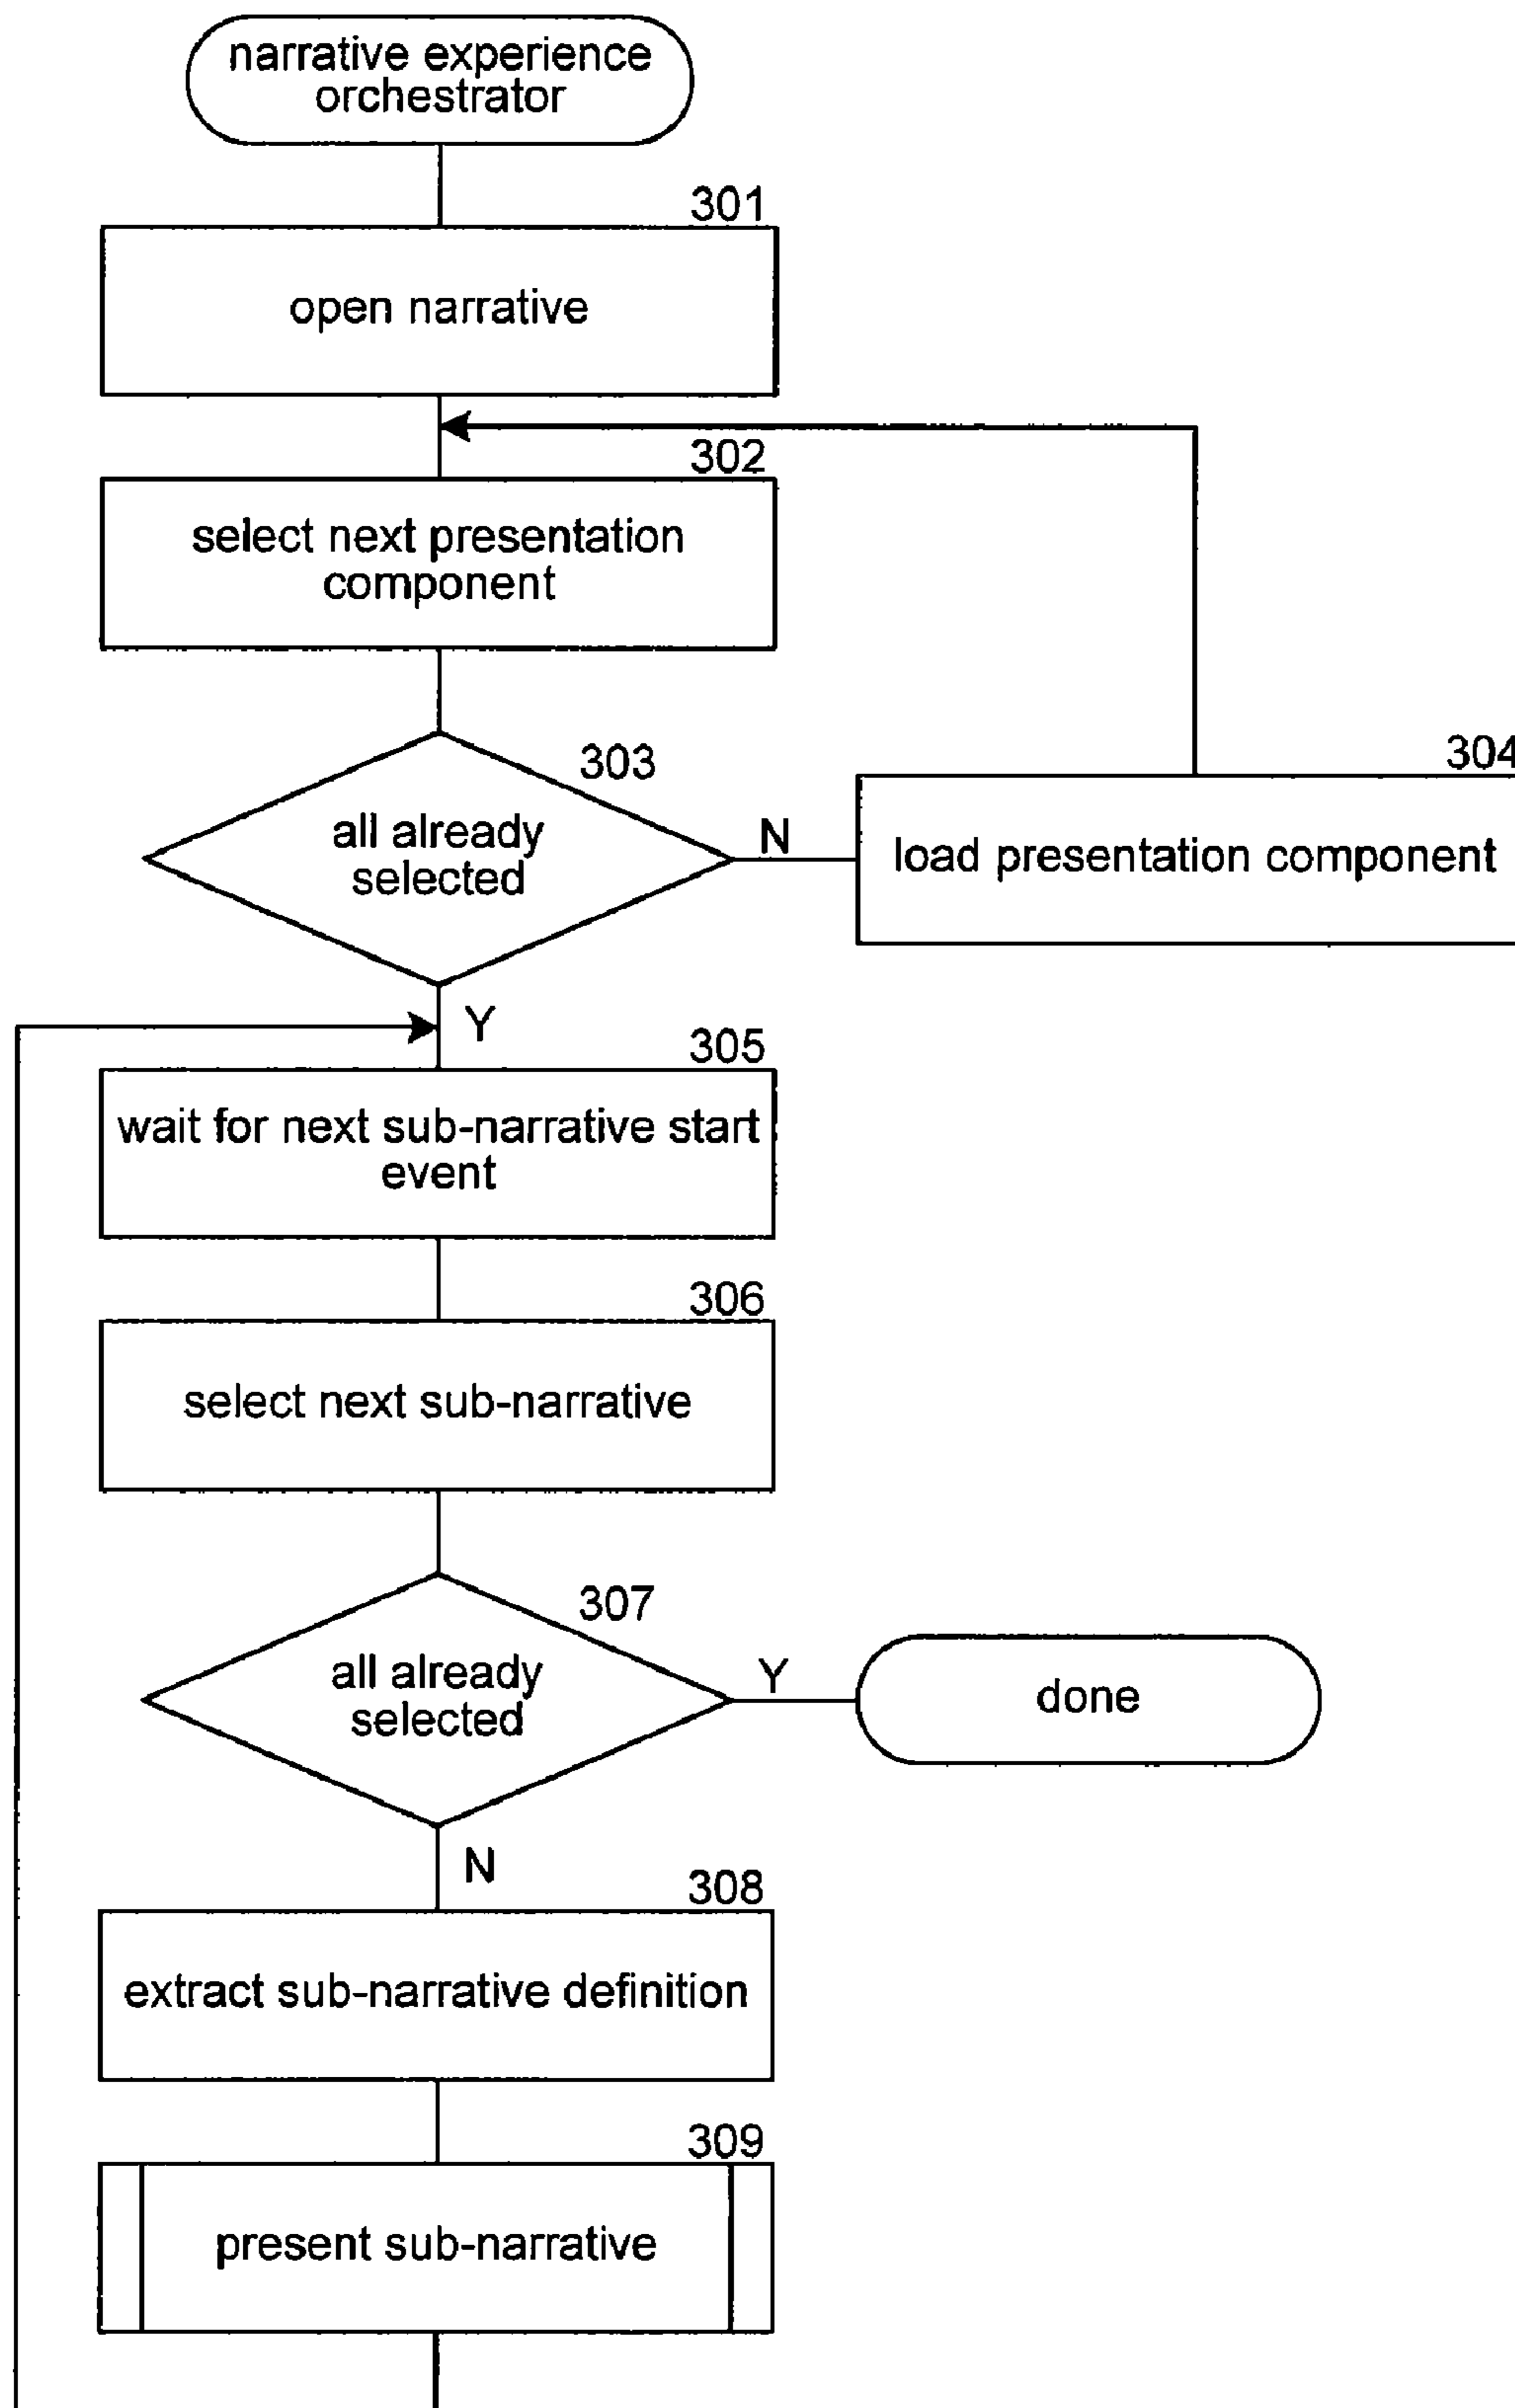 narrative experience
orchestrator
301
open narrative
302
select next presentation
component
303
all already
selected
N
304
load presentation component
Y
305
wait for next sub-narrative start
event
306
select next sub-narrative
307
all already
selected
Y
done
N
308
extract sub-narrative definition
309
present sub-narrative